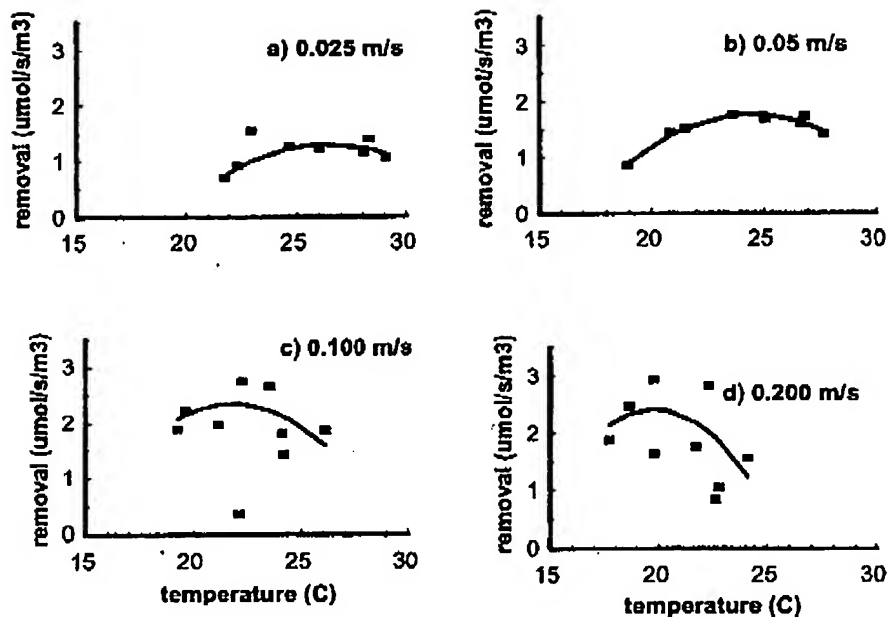 removal (umol/s/m3)
3
2
1
0
a) 0.025 m/s
15 20 25 30
removal (umol/s/m3)
3
2
1
0
b) 0.05 m/s
15 20 25 30
removal (umol/s/m3)
3
2
1
0
c) 0.100 m/s
15 20 25 30
temperature (C)
removal (umol/s/m3)
3
2
1
0
d) 0.200 m/s
15 20 25 30
temperature (C)